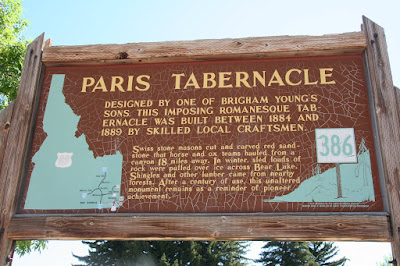 PARIS TABERNACLE
DESIGNED BY ONE OF BRIGHAM YOUNG'S
SONS, THIS IMPOSING ROMANESQUE TAB-
ERNACLE WAS BUILT BETWEEN 1884 AND
1889 BY SKILLED LOCAL CRAFTSMEN.
Swiss stone masons cut and carved red sand-
stone that horse and ox teams hauled from a
canyon 18 miles away. In winter, sled loads of
rock were pulled over ice across Bear Lake.
Shingles and other lumber came from nearby
forests. After a century of use, this unaltered
monument remains as a reminder of pioneer
achievement.
386